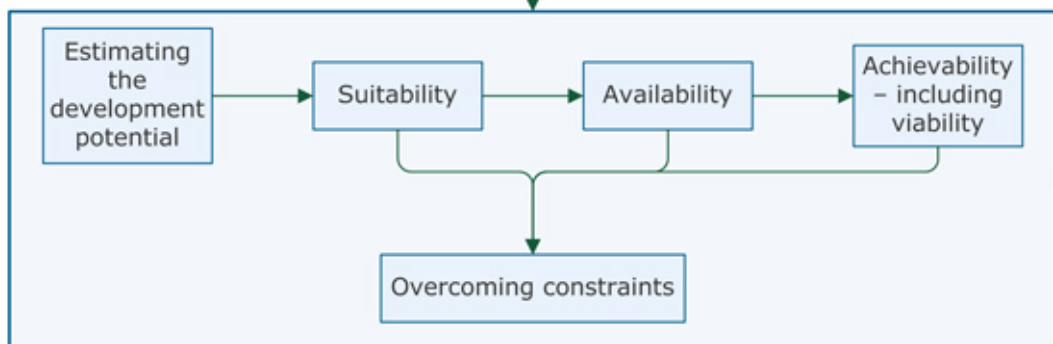 Estimating
the
development
potential
Suitability
Availability
Achievability
– including
viability
Overcoming constraints